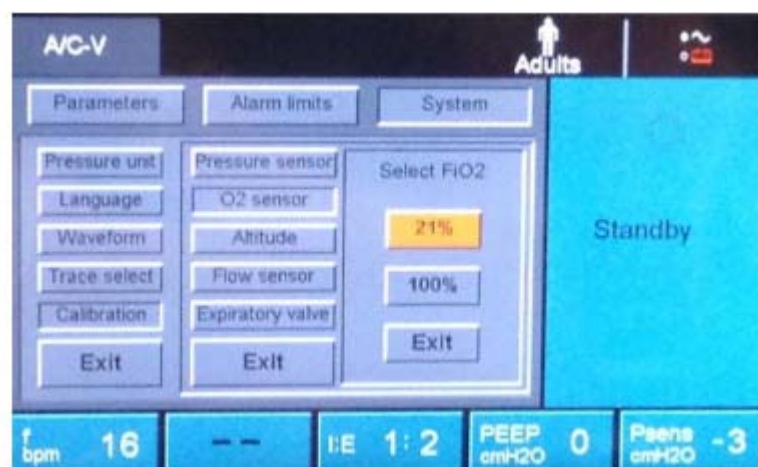 A/C-V
Adults
Parameters Alarm limits System
Pressure unit Pressure sensor Select FiO2
Language O2 sensor
Waveform Altitude 21% Standby
Trace select Flow sensor 100%
Calibration Expiratory valve
Exit Exit Exit
f bpm 16 -- I:E 1:2 PEEP cmH2O 0 Psens cmH2O -3